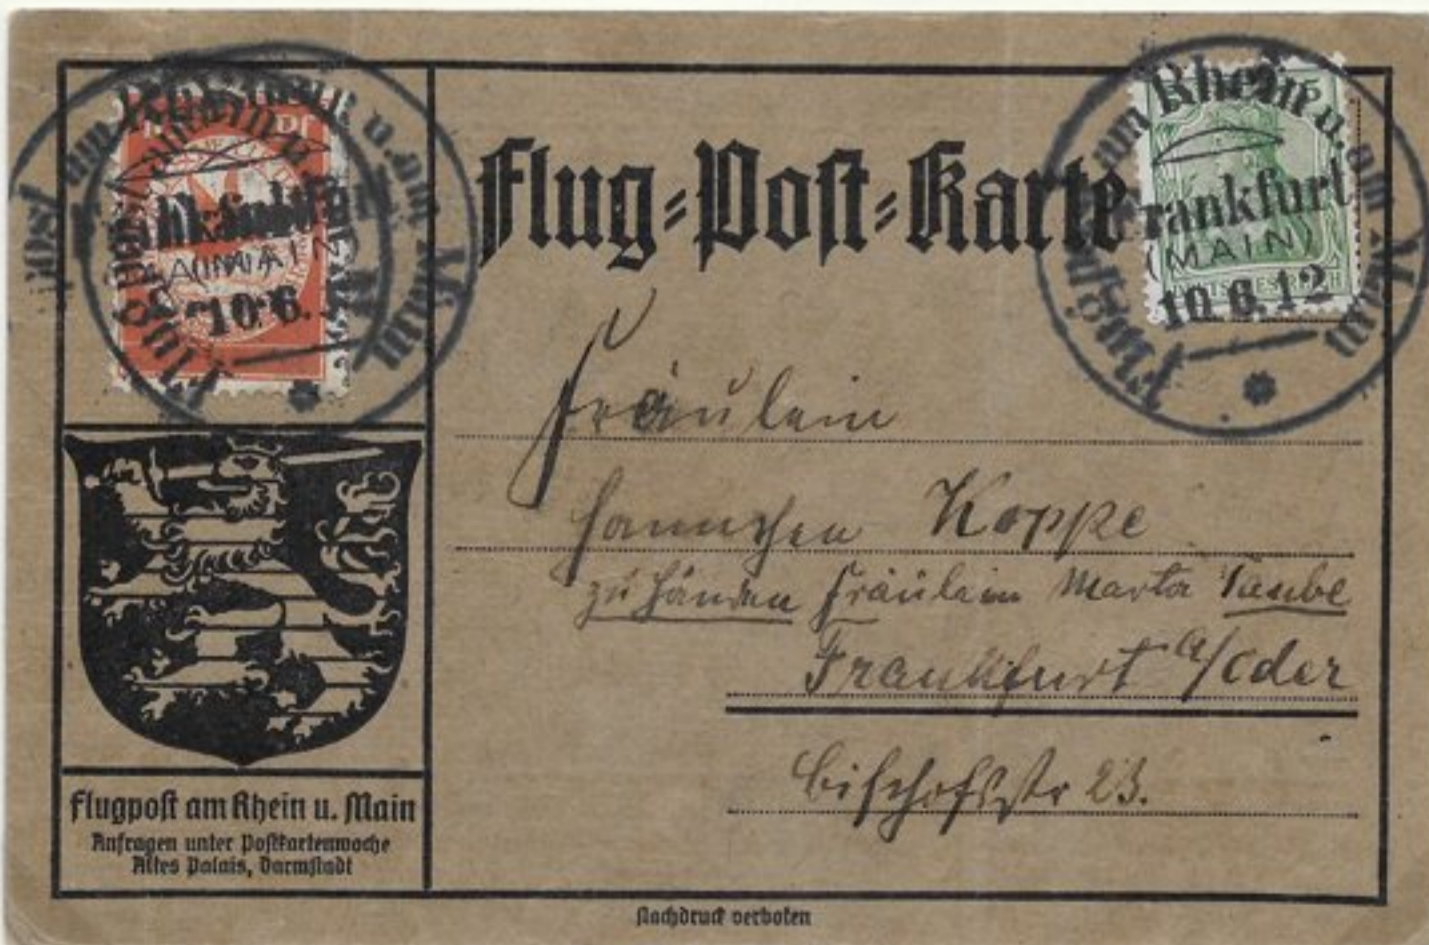 Flug-Post-Karte
Flugpost am Rhein u. am Main
Frankfurt
(MAIN)
10.6.12
Pf
10.6.
Fräulein
Hannchen Koppe
zu Händen Fräulein Marta Taube
Frankfurt a/Oder
Bischofstr 23.
Flugpost am Rhein u. Main
Anfragen unter Postkartenwoche
Altes Palais, Darmstadt
Nachdruck verboten